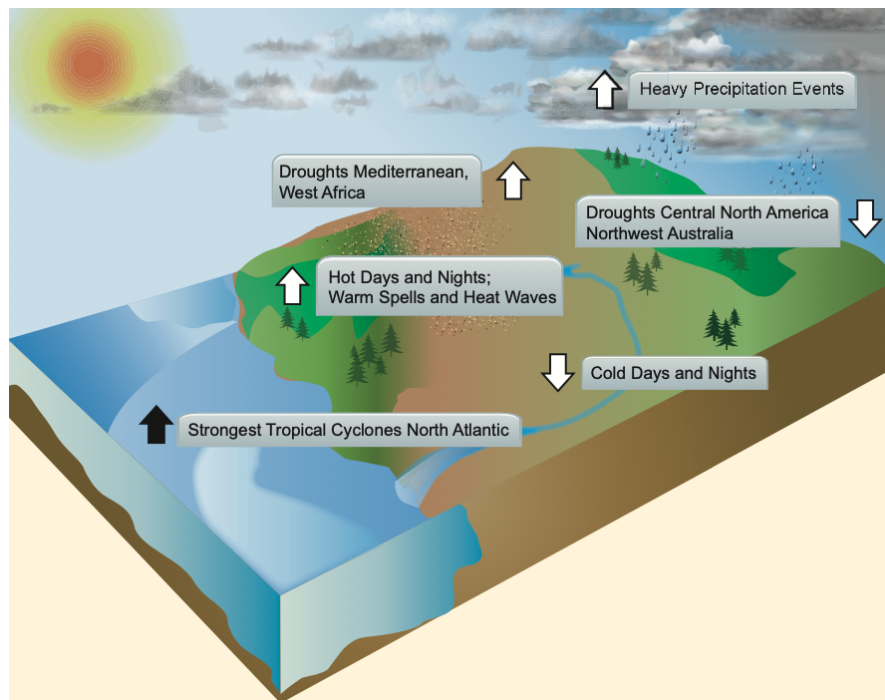 Heavy Precipitation Events
Droughts Mediterranean,
West Africa
Droughts Central North America
Northwest Australia
Hot Days and Nights;
Warm Spells and Heat Waves
Cold Days and Nights
Strongest Tropical Cyclones North Atlantic